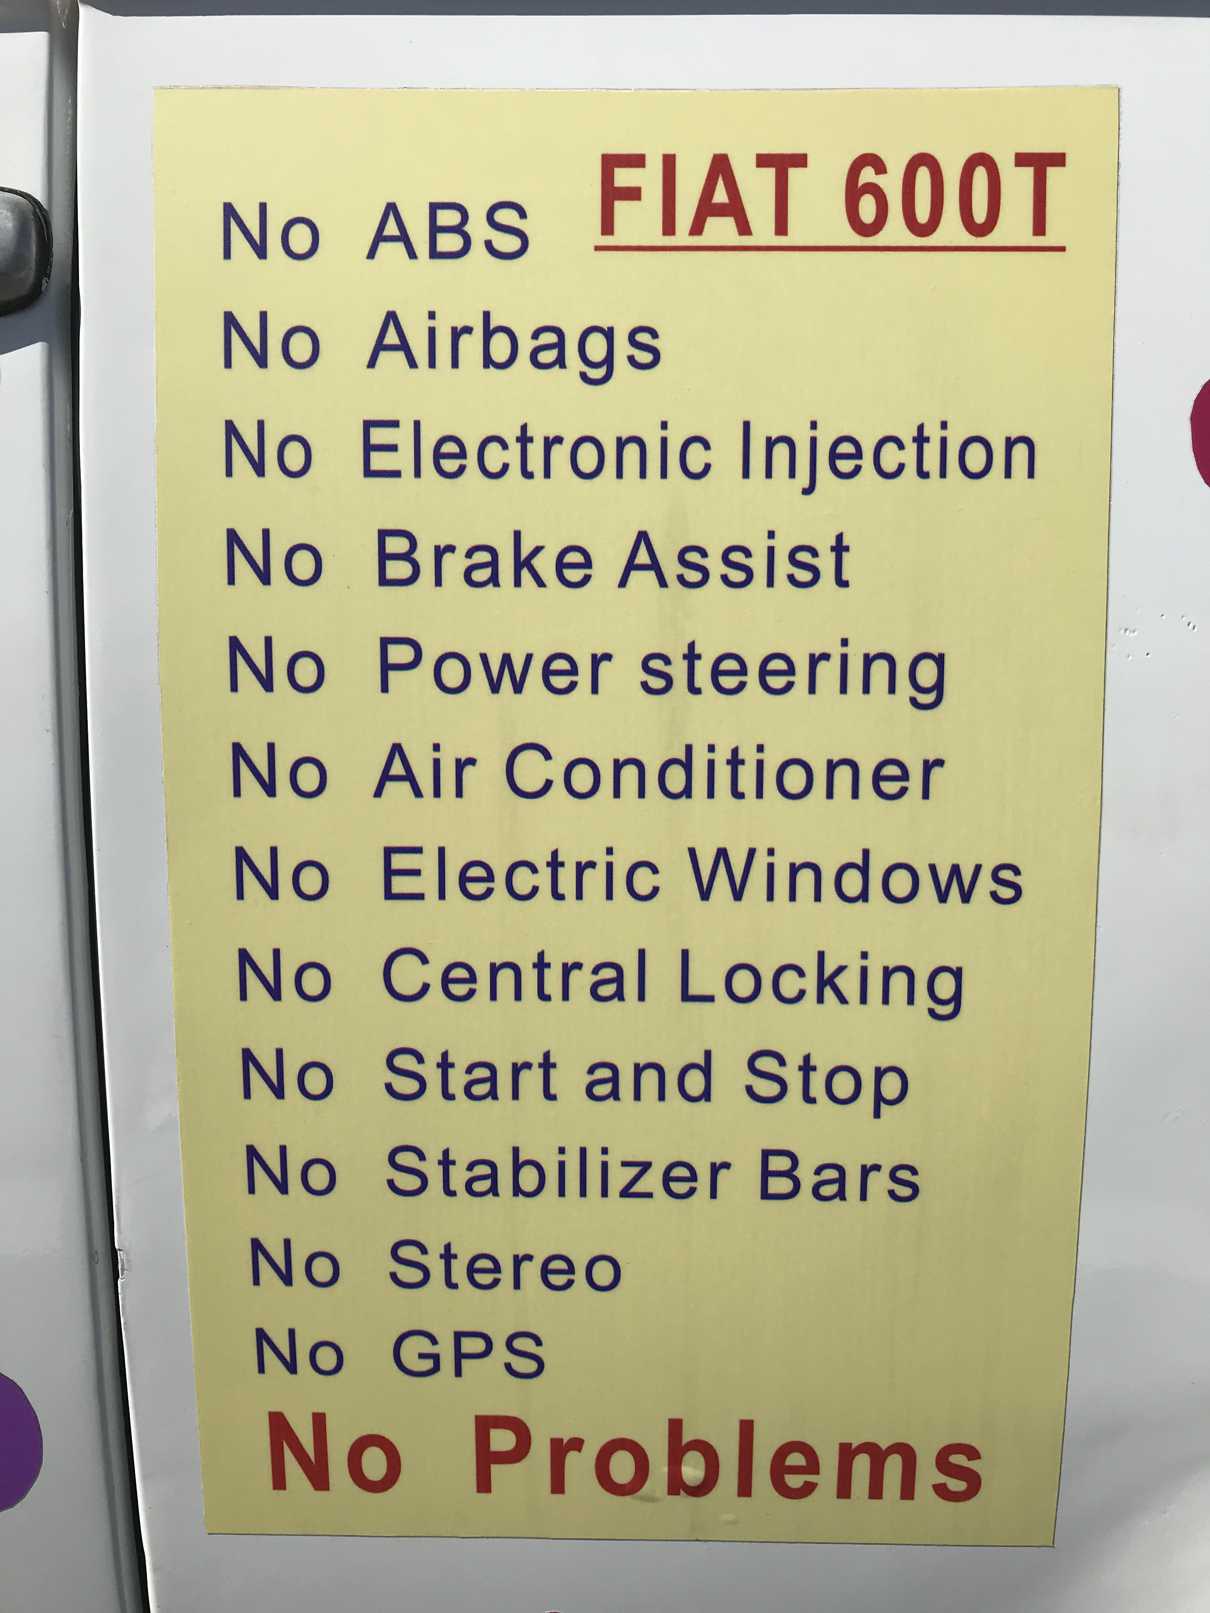 FIAT 600T
No ABS
No Airbags
No Electronic Injection
No Brake Assist
No Power steering
No Air Conditioner
No Electric Windows
No Central Locking
No Start and Stop
No Stabilizer Bars
No Stereo
No GPS
No Problems